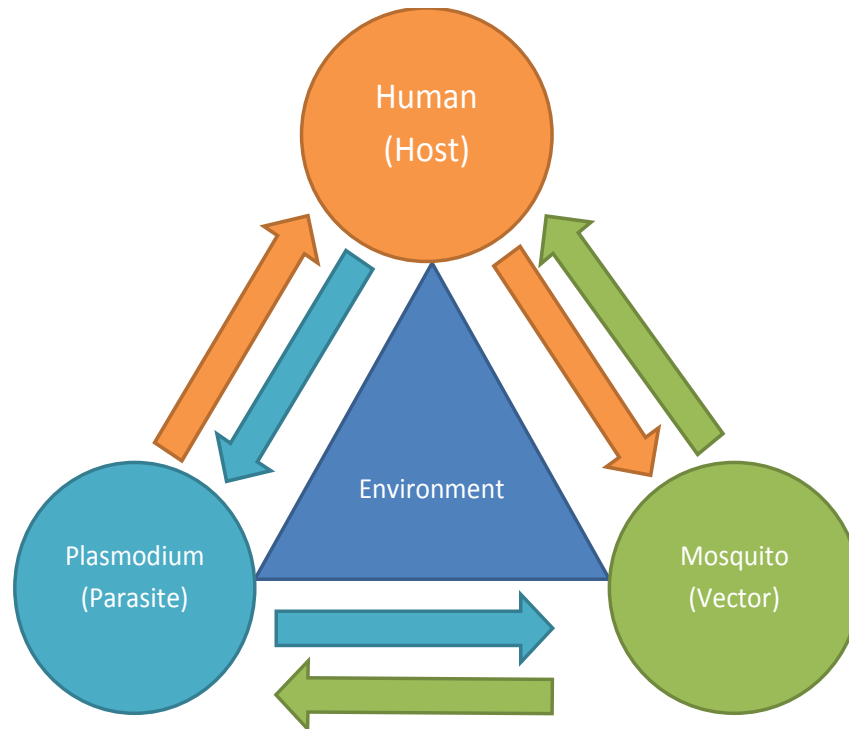 Human
(Host)
Environment
Plasmodium
(Parasite)
Mosquito
(Vector)